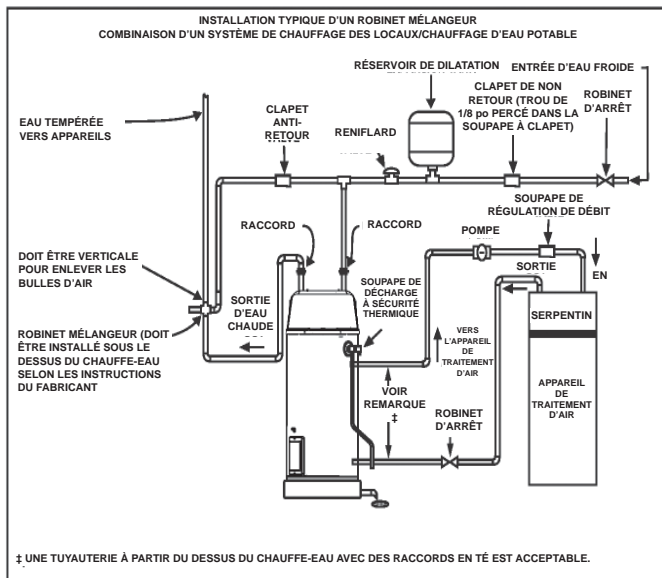 INSTALLATION TYPIQUE D'UN ROBINET MÉLANGEUR
COMBINAISON D'UN SYSTÈME DE CHAUFFAGE DES LOCAUX/CHAUFFAGE D'EAU POTABLE
RÉSERVOIR DE DILATATION
ENTRÉE D'EAU FROIDE
CLAPET DE NON
RETOUR (TROU DE
1/8 po PERCÉ DANS LA
SOUPAPE À CLAPET)
ROBINET
D'ARRÊT
EAU TEMPÉRÉE
VERS APPAREILS
CLAPET
ANTI-
RETOUR
RENIFLARD
SOUPAPE DE
RÉGULATION DE DÉBIT
RACCORD
RACCORD
POMPE
DOIT ÊTRE VERTICALE
POUR ENLEVER LES
BULLES D'AIR
SOUPAPE DE
DÉCHARGE
À SÉCURITÉ
THERMIQUE
SORTIE
EN
SORTIE
D'EAU
CHAUDE
SERPENTIN
ROBINET MÉLANGEUR (DOIT
ÊTRE INSTALLÉ SOUS LE
DESSUS DU CHAUFFE-EAU
SELON LES INSTRUCTIONS
DU FABRICANT
VERS
L'APPAREIL
DE
TRAITEMENT
D'AIR
VOIR
REMARQUE
‡
ROBINET
D'ARRÊT
APPAREIL
DE
TRAITEMENT
D'AIR
‡ UNE TUYAUTERIE À PARTIR DU DESSUS DU CHAUFFE-EAU AVEC DES RACCORDS EN TÉ EST ACCEPTABLE.